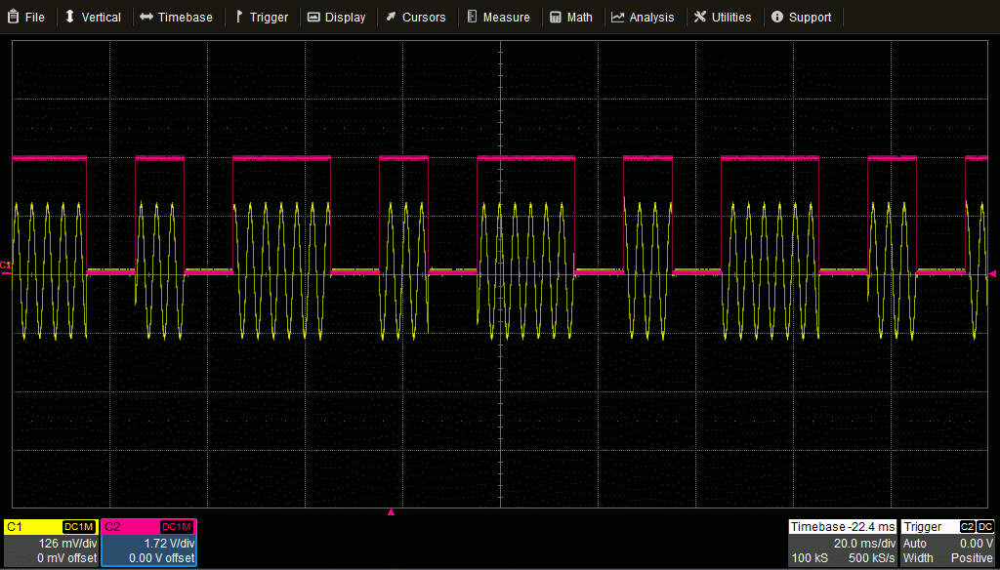 File Vertical Timebase Trigger Display Cursors Measure Math Analysis Utilities Support
C1 DC1M
126 mV/div
0 mV offset
C2 DC1M
1.72 V/div
0.00 V offset
Timebase -22.4 ms
20.0 ms/div
100 kS 500 kS/s
Trigger C2 DC
Auto 0.00 V
Width Positive